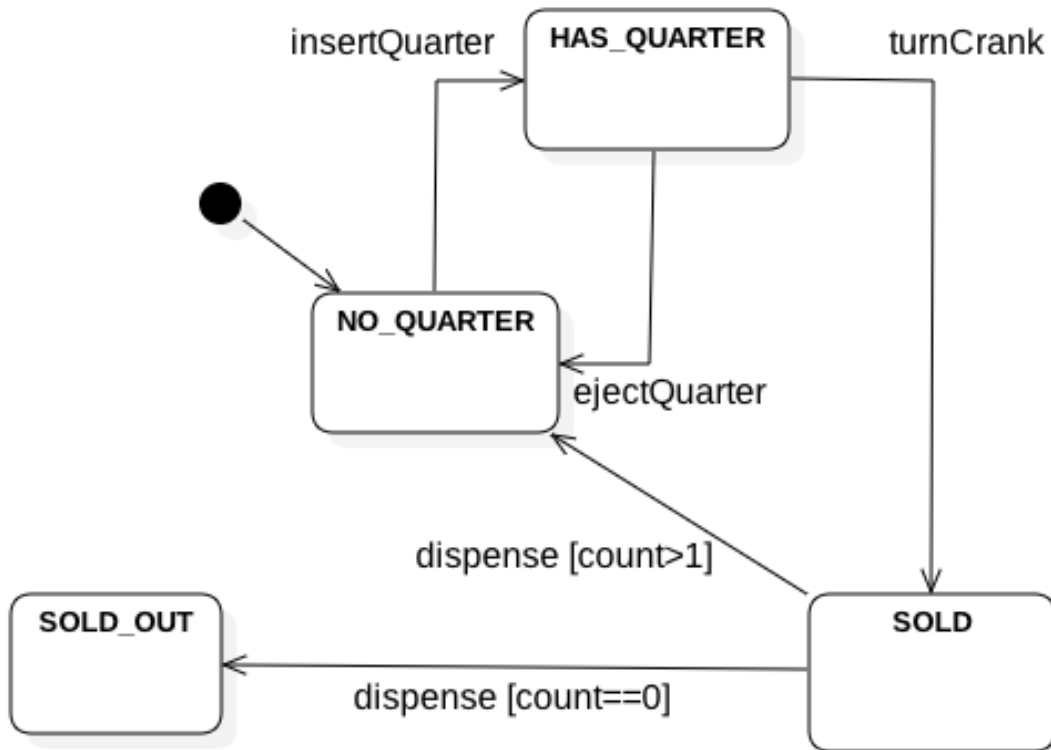 insertQuarter
HAS_QUARTER
turnCrank
NO_QUARTER
ejectQuarter
dispense [count>1]
SOLD_OUT
SOLD
dispense [count==0]